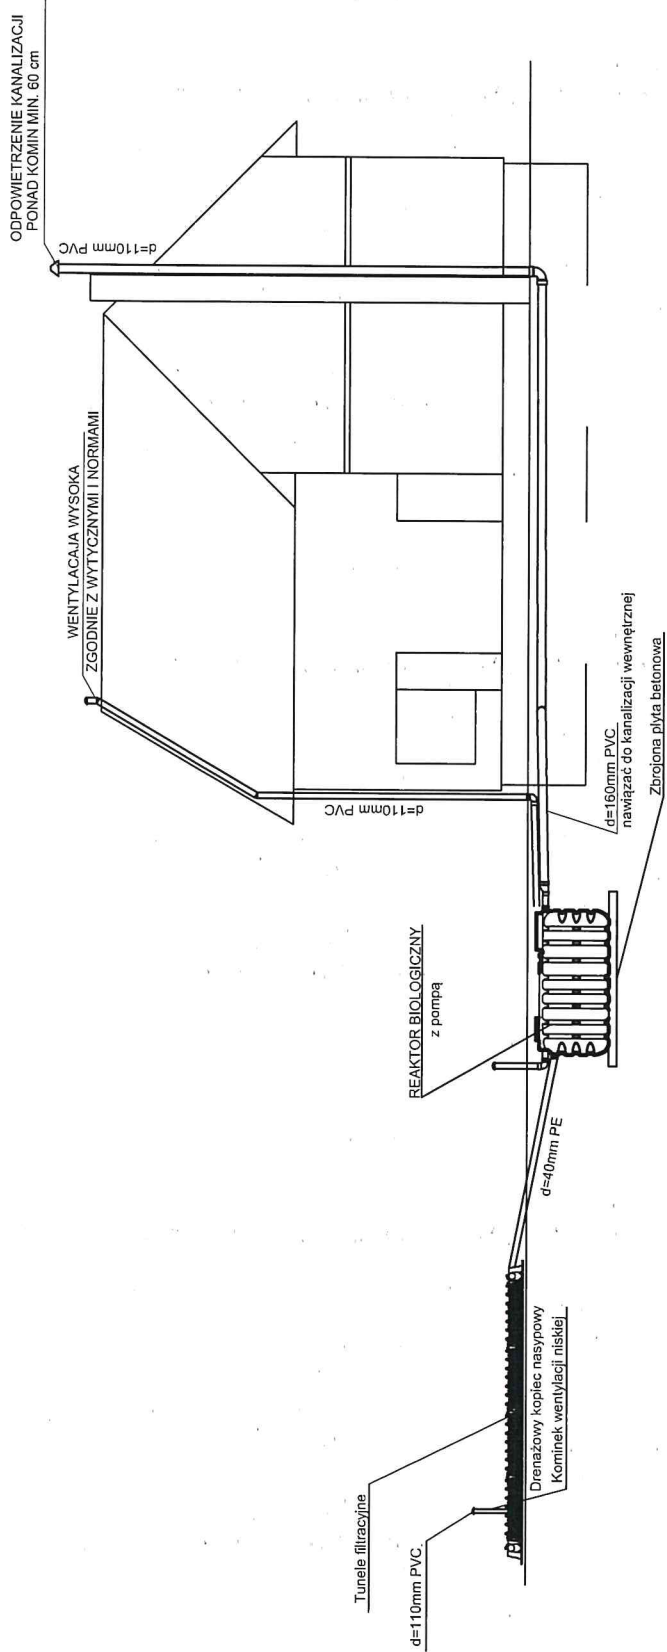 ODPOWIETRZENIE KANALIZACJI
PONAD KOMIN MIN. 60 cm
d=110mm PVC
WENTYLACAJA WYSOKA
ZGODNIE Z WYTYCZNYMI I NORMAMI
d=110mm PVC
d=160mm PVC
nawiązać do kanalizacji wewnętrznej
Zbrojona płyta betonowa
REAKTOR BIOLOGICZNY
z pompą
d=40mm PE
Tunele filtracyjne
d=110mm PVC
Drenażowy kopiec nasypowy
Kominek wentylacji niskiej